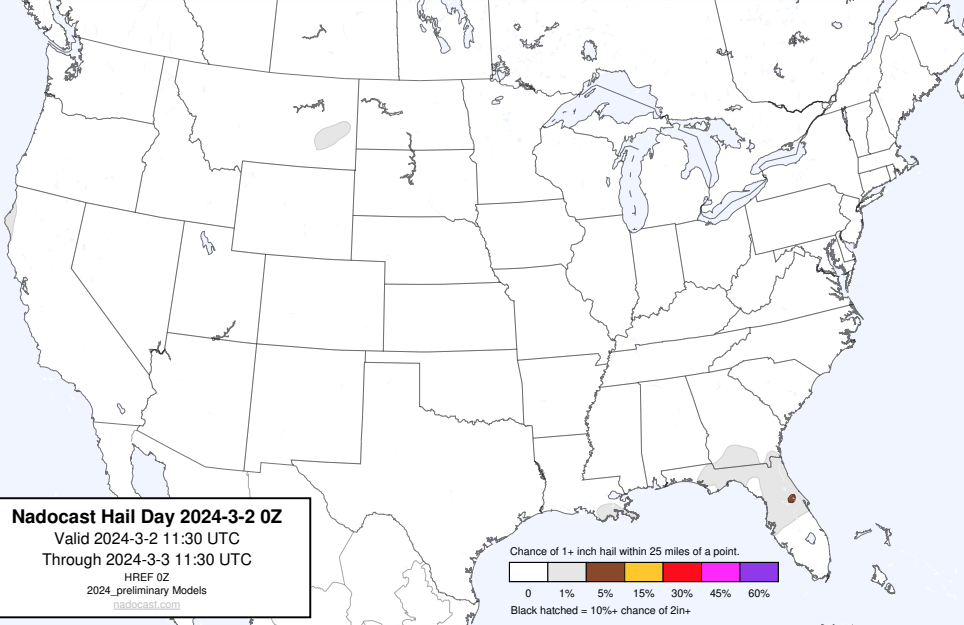 Nadocast Hail Day 2024-3-2 0Z
Valid 2024-3-2 11:30 UTC
Through 2024-3-3 11:30 UTC
HREF 0Z
2024_preliminary Models
nadocast.com
Chance of 1+ inch hail within 25 miles of a point.
0 1% 5% 15% 30% 45% 60%
Black hatched = 10%+ chance of 2in+